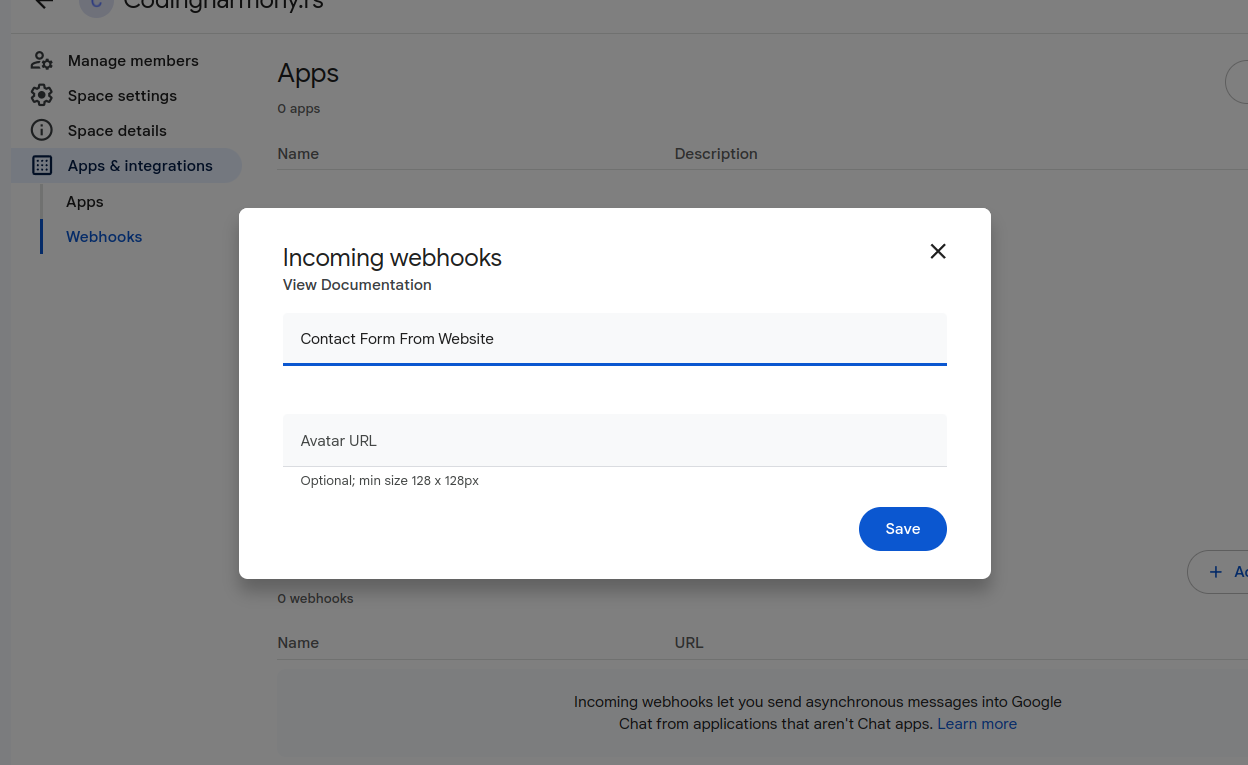 C Codingharmony.rs
Manage members
Space settings
Space details
Apps & integrations
Apps
Webhooks
Apps
0 apps
Name Description
Incoming webhooks
View Documentation
Contact Form From Website
Avatar URL
Optional; min size 128 x 128px
Save
0 webhooks
Name URL
Incoming webhooks let you send asynchronous messages into Google
Chat from applications that aren't Chat apps. Learn more